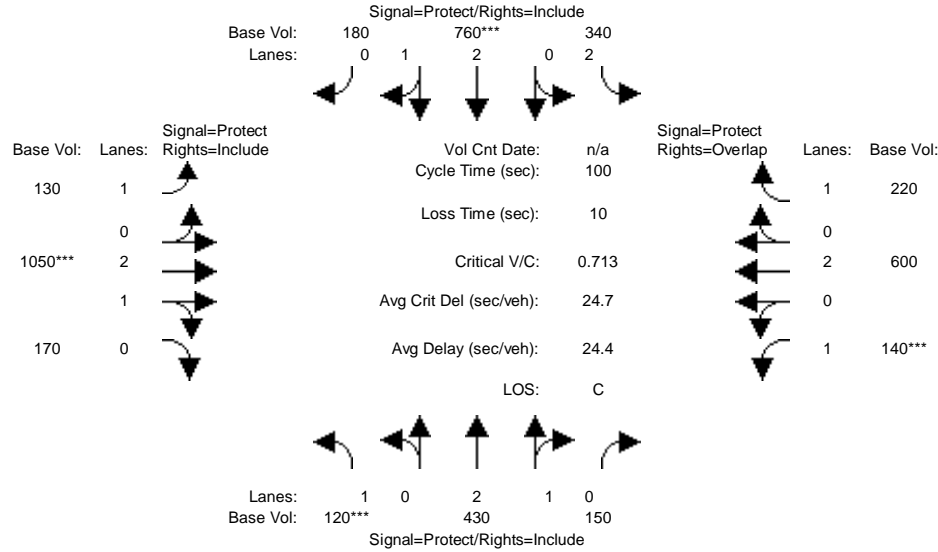 Signal=Protect/Rights=Include
Base Vol: 180 760*** 340
Lanes: 0 1 2 0 2
Signal=Protect
Rights=Include
Base Vol: Lanes:
Vol Cnt Date: n/a
Signal=Protect
Rights=Overlap
Lanes: Base Vol:
Cycle Time (sec): 100
130 1
1 220
Loss Time (sec): 10
0
0
1050*** 2
Critical V/C: 0.713
2 600
1
Avg Crit Del (sec/veh): 24.7
0
170 0
Avg Delay (sec/veh): 24.4
1 140***
LOS: C
Lanes: 1 0 2 1 0
Base Vol: 120*** 430 150
Signal=Protect/Rights=Include